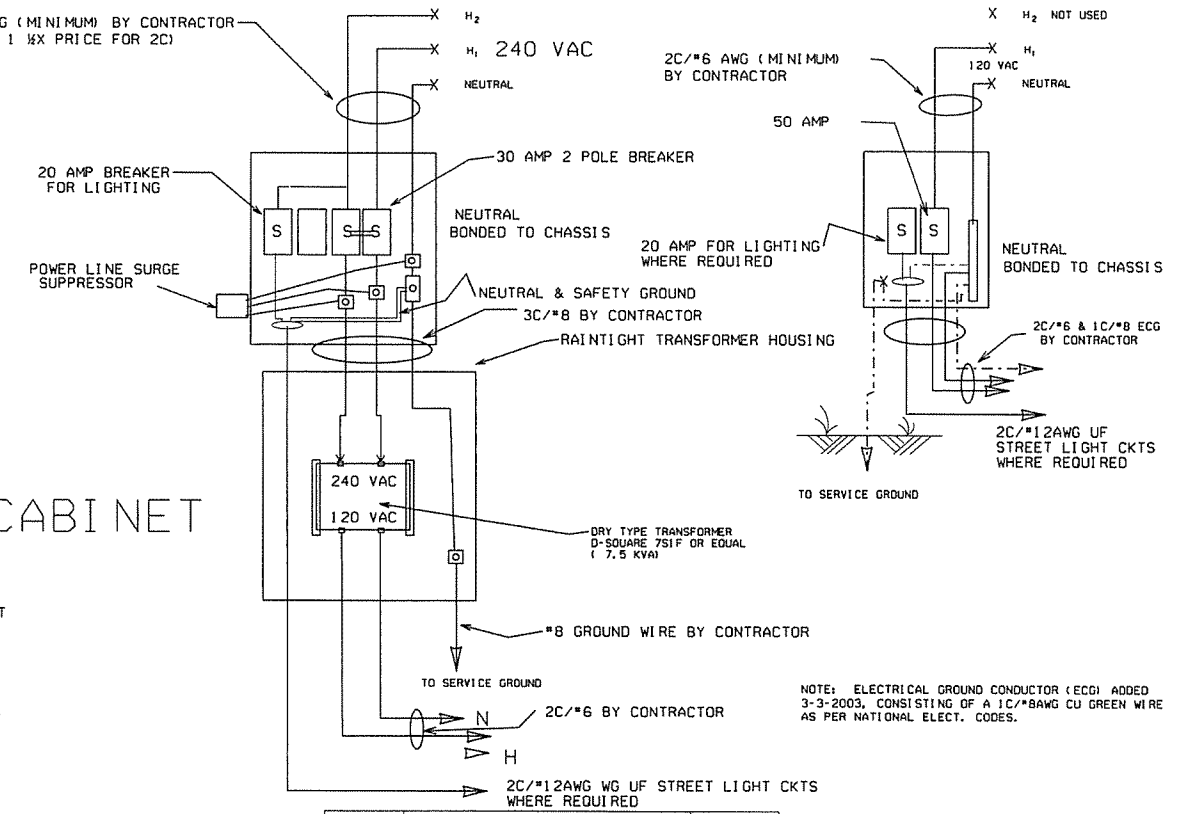 G (MINIMUM) BY CONTRACTOR
1 ½X PRICE FOR 2C)
H₂
H₁ 240 VAC
NEUTRAL
20 AMP BREAKER
FOR LIGHTING
30 AMP 2 POLE BREAKER
S
S S
NEUTRAL
BONDED TO CHASSIS
POWER LINE SURGE
SUPPRESSOR
NEUTRAL & SAFETY GROUND
3C/#8 BY CONTRACTOR
RAINTIGHT TRANSFORMER HOUSING
240 VAC
120 VAC
CABINET
DRY TYPE TRANSFORMER
D-SQUARE 7S1F OR EQUAL
( 7.5 KVA)
T
#8 GROUND WIRE BY CONTRACTOR
TO SERVICE GROUND
N
2C/#6 BY CONTRACTOR
H
2C/#12AWG WG UF STREET LIGHT CKTS
WHERE REQUIRED
H₂ NOT USED
H₁
120 VAC
NEUTRAL
2C/#6 AWG (MINIMUM)
BY CONTRACTOR
50 AMP
S S
20 AMP FOR LIGHTING
WHERE REQUIRED
NEUTRAL
BONDED TO CHASSIS
2C/#6 & 1C/#8 ECG
BY CONTRACTOR
2C/#12AWG UF
STREET LIGHT CKTS
WHERE REQUIRED
TO SERVICE GROUND
NOTE: ELECTRICAL GROUND CONDUCTOR (ECG) ADDED
3-3-2003, CONSISTING OF A 1C/#8AWG CU GREEN WIRE
AS PER NATIONAL ELECT. CODES.